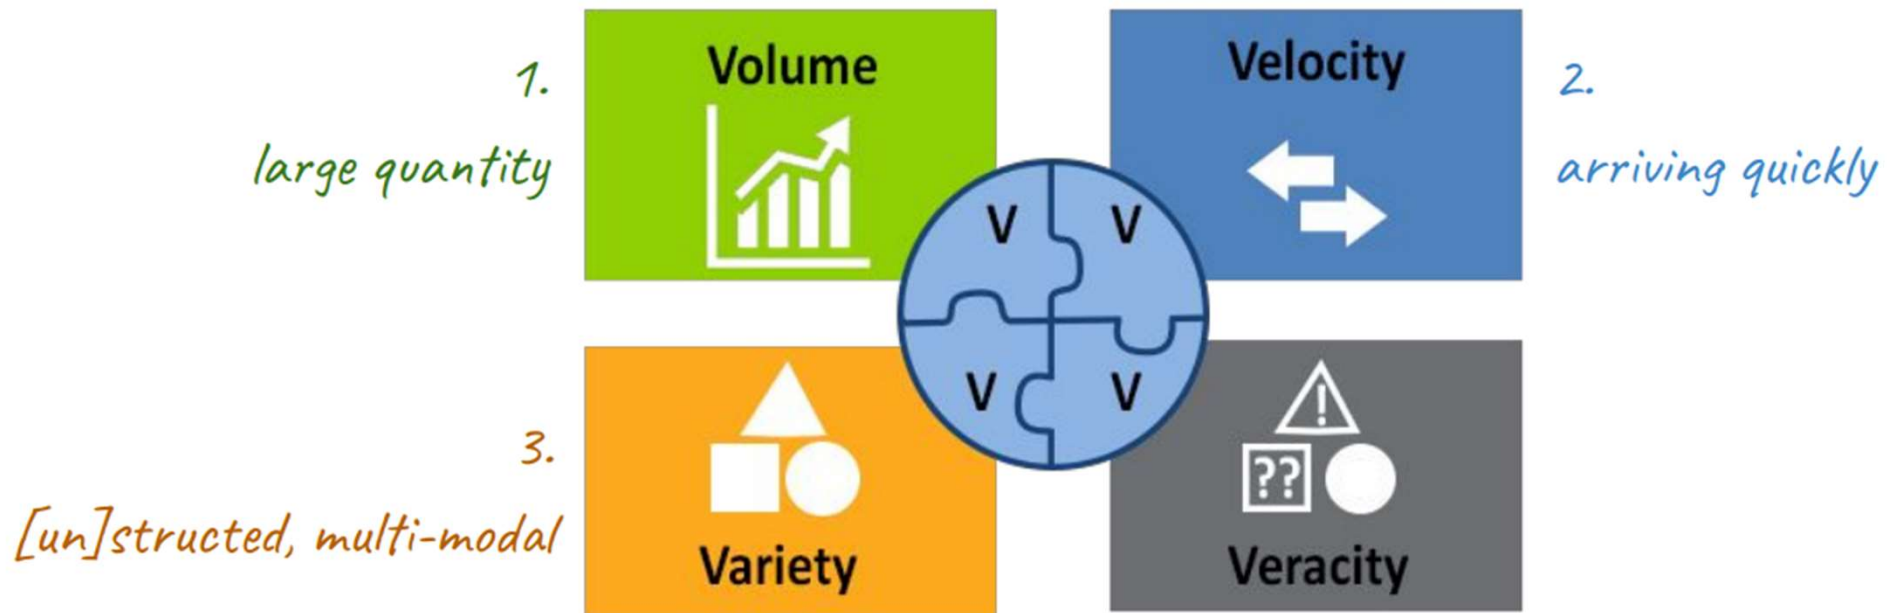 1.
large quantity
Volume
Velocity
2.
arriving quickly
V
V
V
V
3.
[un]structed, multi-modal
Variety
??
!
Veracity